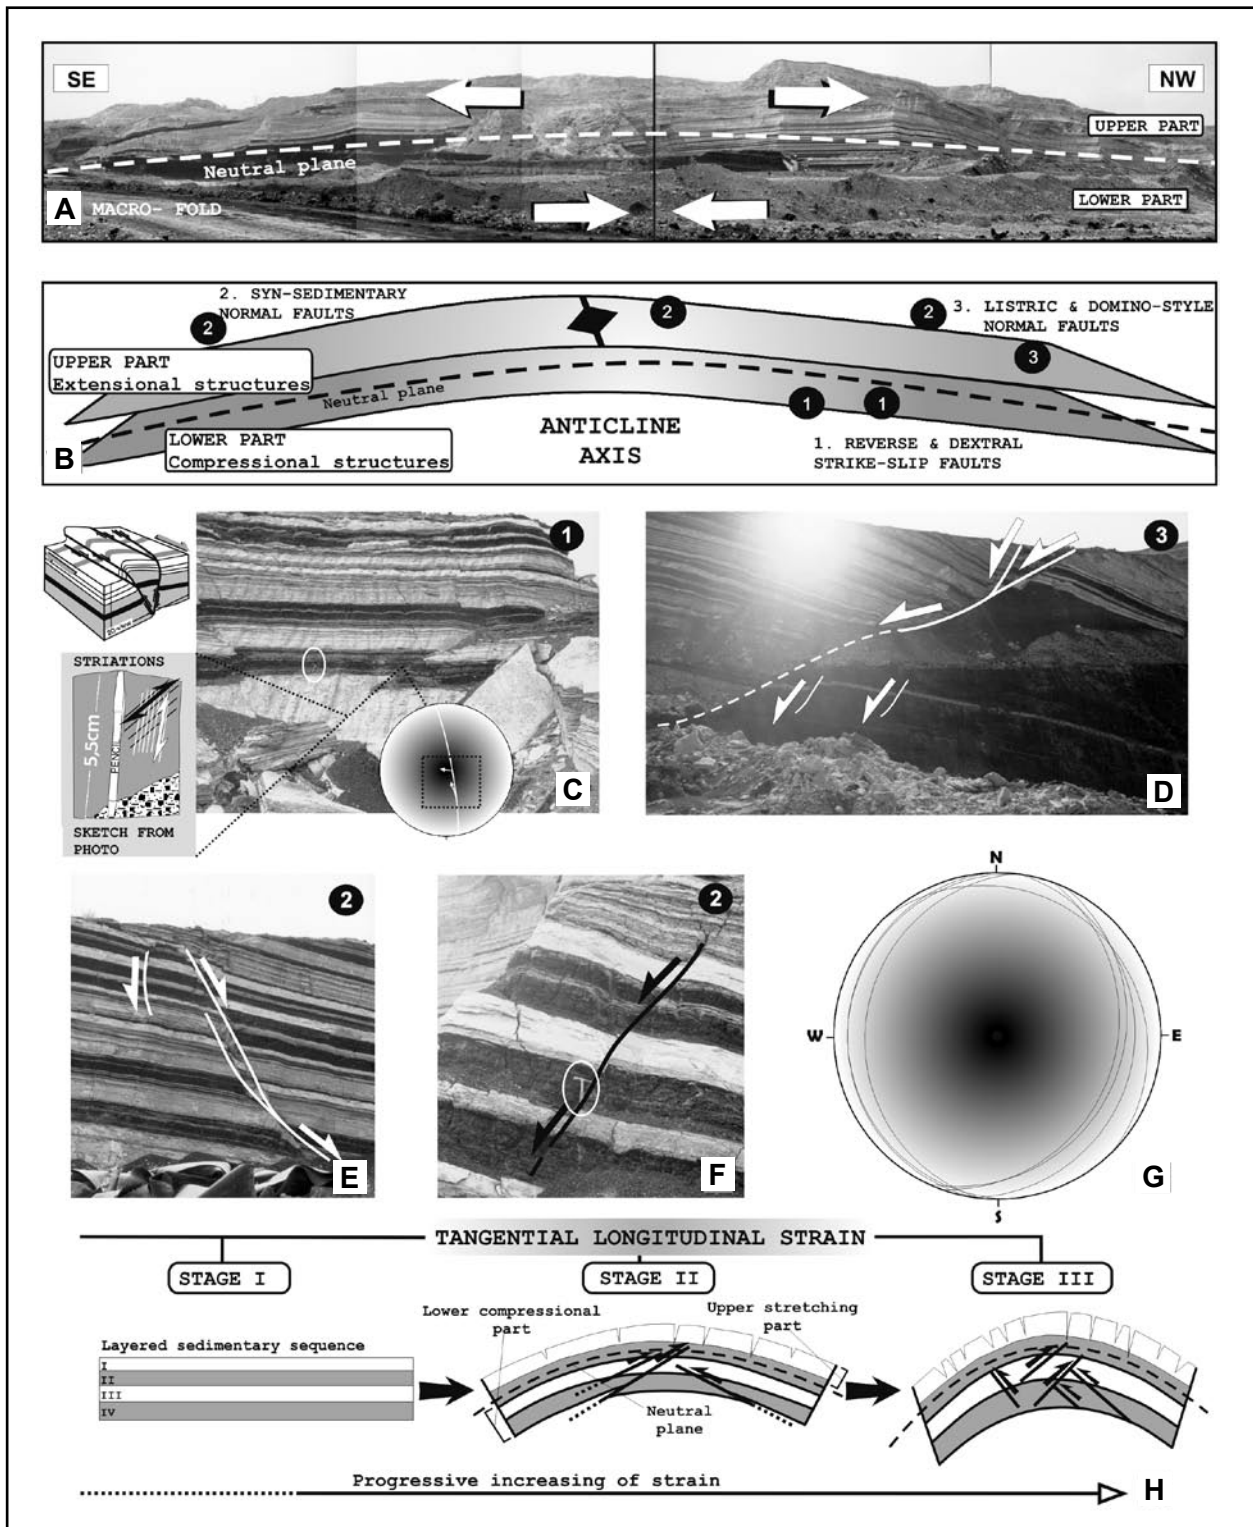 SE
NW
UPPER PART
Neutral plane
A
MACRO- FOLD
LOWER PART
2. SYN-SEDIMENTARY
NORMAL FAULTS
2
2
2
3. LISTRIC & DOMINO-STYLE
NORMAL FAULTS
3
UPPER PART
Extensional structures
Neutral plane
1
1
ANTICLINE
AXIS
LOWER PART
Compressional structures
B
1. REVERSE & DEXTRAL
STRIKE-SLIP FAULTS
1
3
STRIATIONS
5,5cm
PENCIL
SKETCH FROM
PHOTO
C
D
2
2
E
F
N
W
E
S
G
TANGENTIAL LONGITUDINAL STRAIN
STAGE I
STAGE II
STAGE III
Lower compressional
part
Upper stretching
part
Layered sedimentary sequence
I
II
III
IV
Neutral
plane
Progressive increasing of strain
H